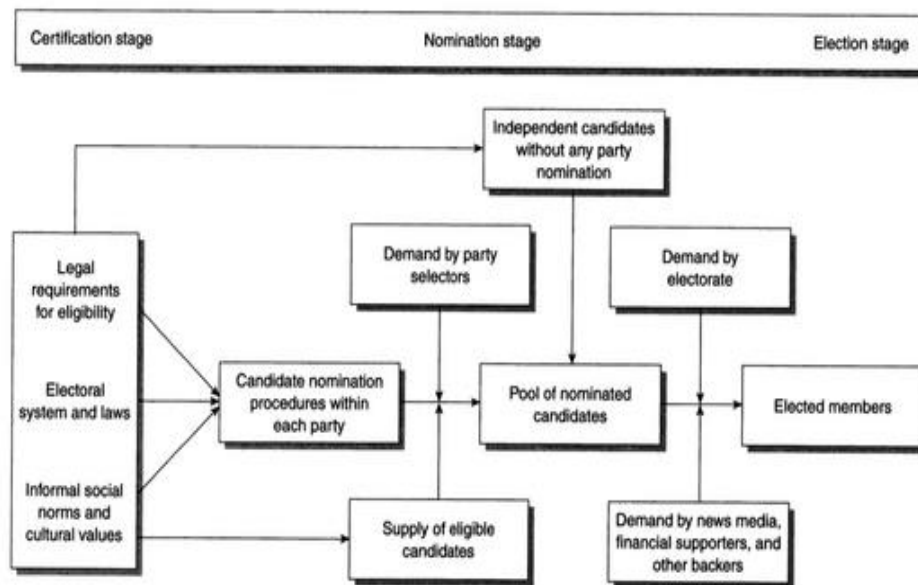 Certification stage
Nomination stage
Election stage
Independent candidates
without any party
nomination
Demand by party
selectors
Demand by
electorate
Legal
requirements
for eligibility
Electoral
system and laws
Informal social
norms and
cultural values
Candidate nomination
procedures within
each party
Pool of nominated
candidates
Elected members
Supply of eligible
candidates
Demand by news media,
financial supporters, and
other backers